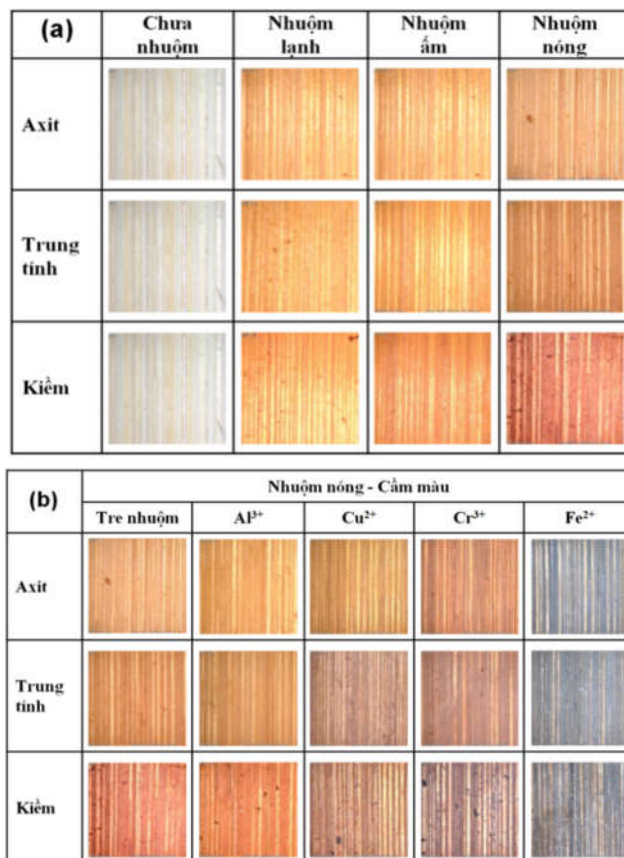 (a)
Chưa nhuộm
Nhuộm lạnh
Nhuộm ấm
Nhuộm nóng
Axit
Trung tính
Kiềm
(b)
Nhuộm nóng - Cầm màu
Tre nhuộm
Al³⁺
Cu²⁺
Cr³⁺
Fe²⁺
Axit
Trung tính
Kiềm